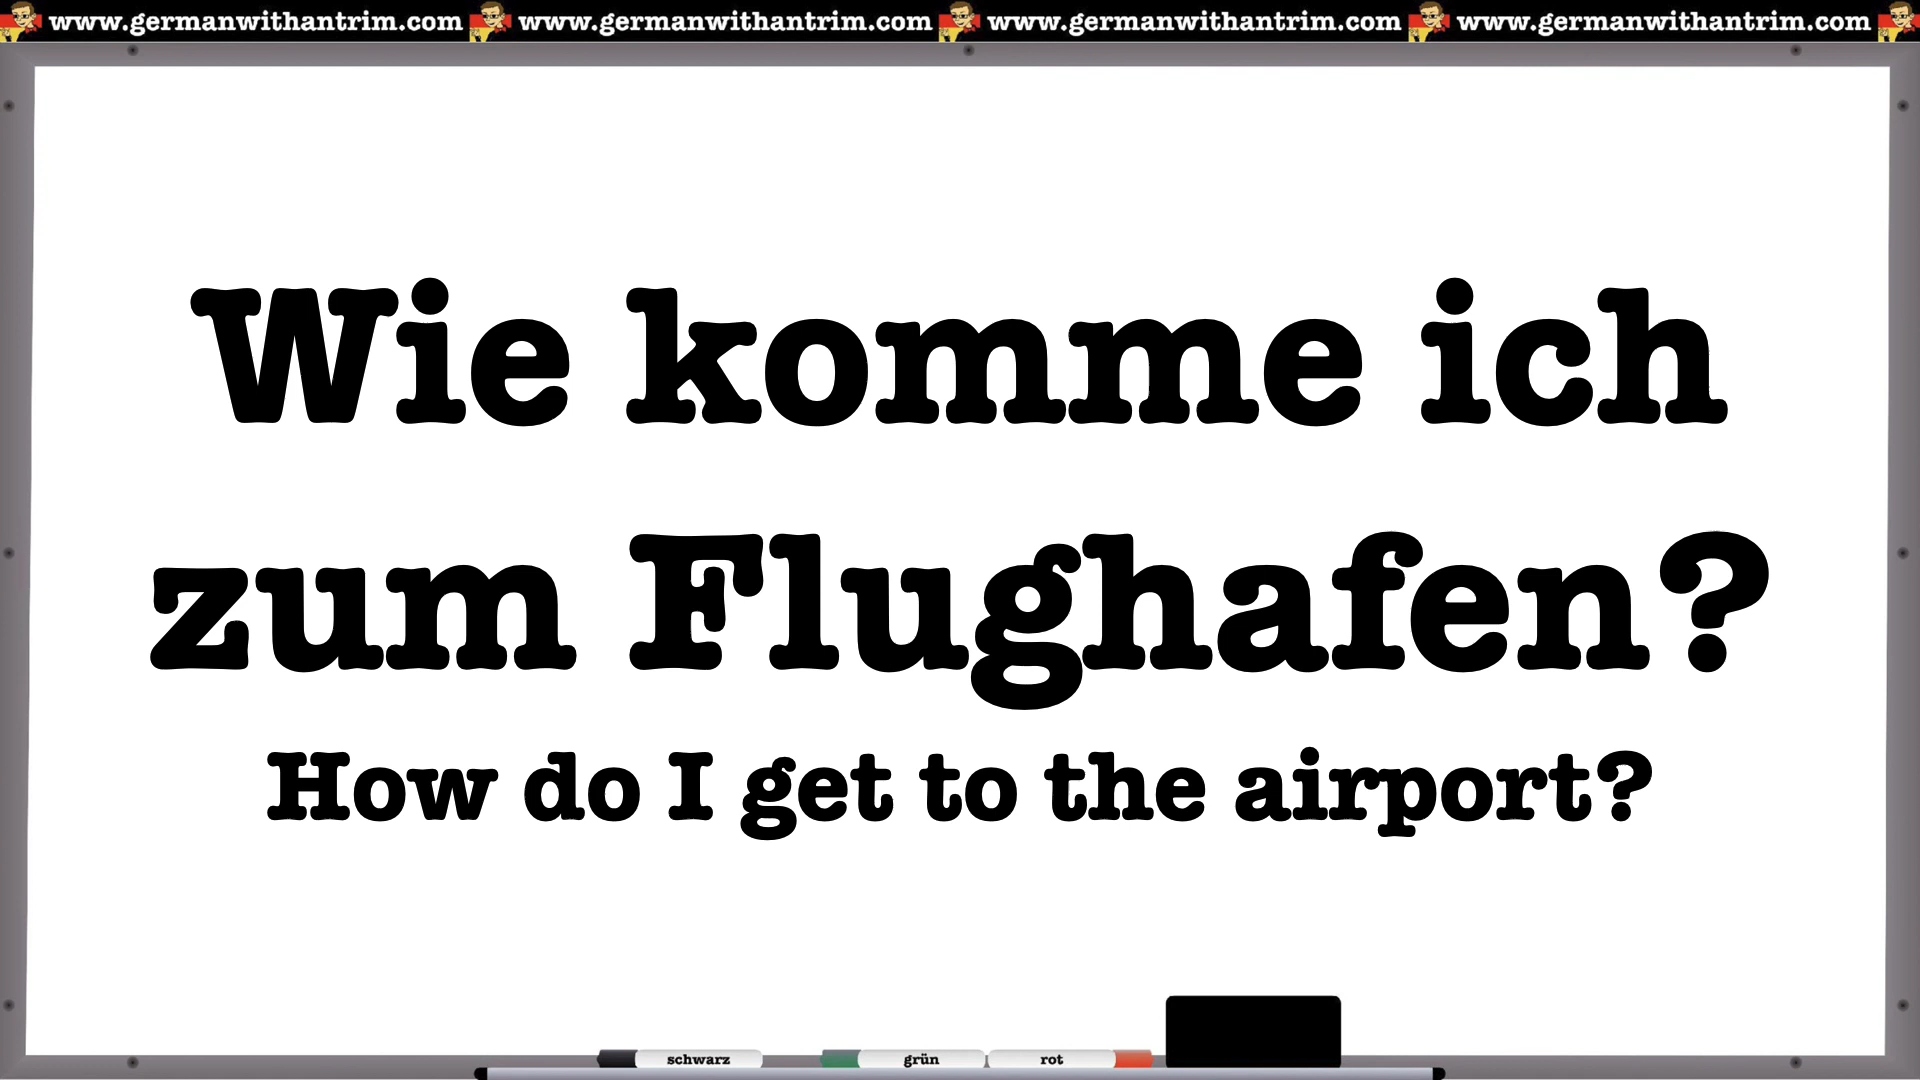 www.germanwithantrim.com www.germanwithantrim.com www.germanwithantrim.com www.germanwithantrim.com
Wie komme ich
zum Flughafen?
How do I get to the airport?
schwarz grün rot